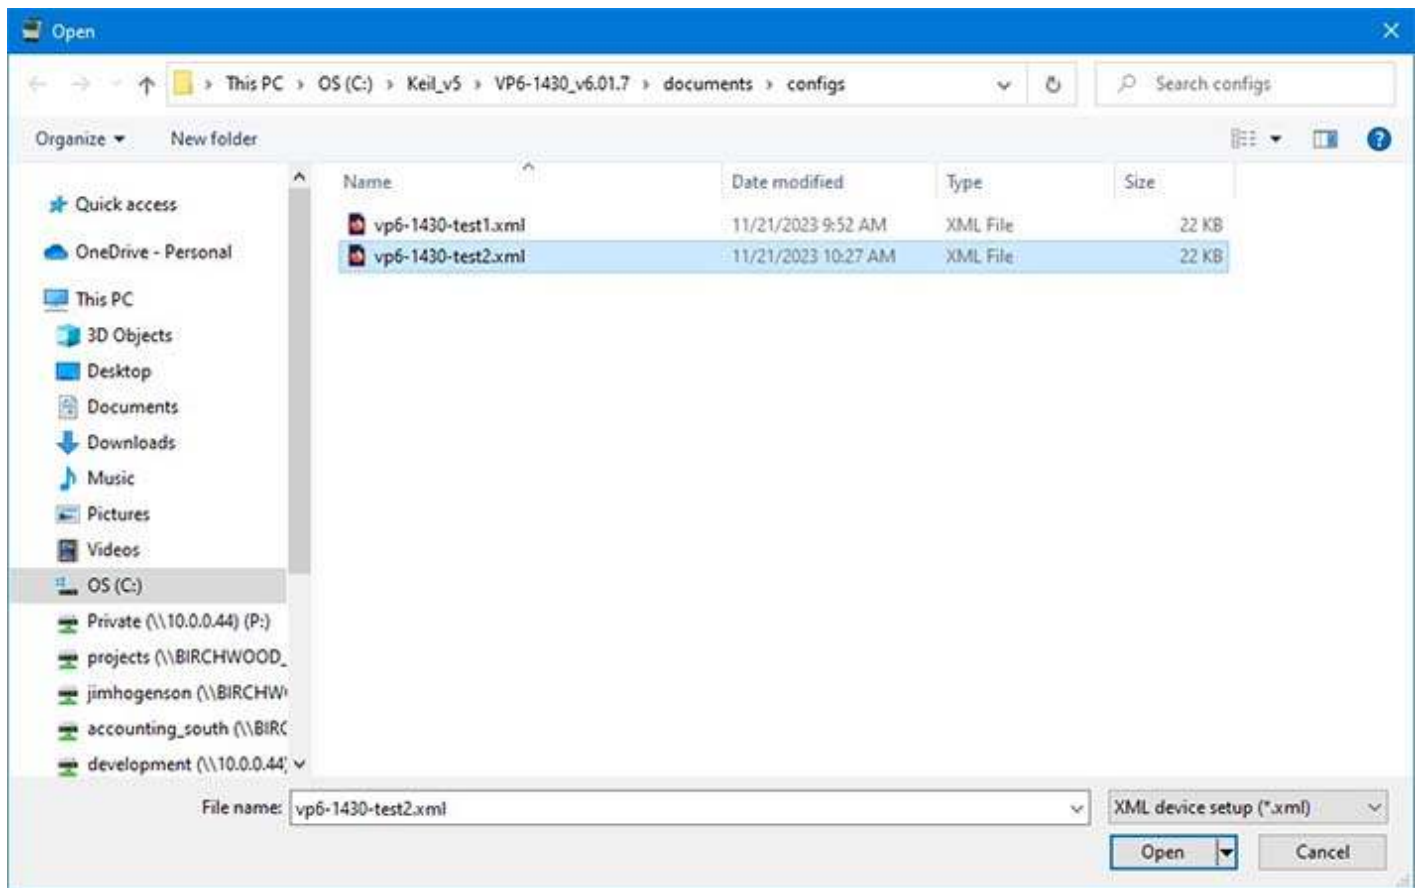 Open
This PC > OS (C:) > Keil_v5 > VP6-1430_v6.01.7 > documents > configs
Search configs
Organize
New folder
Name Date modified Type Size
vp6-1430-test1.xml 11/21/2023 9:52 AM XML File 22 KB
vp6-1430-test2.xml 11/21/2023 10:27 AM XML File 22 KB
Quick access
OneDrive - Personal
This PC
3D Objects
Desktop
Documents
Downloads
Music
Pictures
Videos
OS (C:)
Private (\\10.0.0.44) (P:)
projects (\\BIRCHWOOD_
jimhogenson (\\BIRCHW
accounting_south (\\BIRC
development (\\10.0.0.44)
File name: vp6-1430-test2.xml
XML device setup (*.xml)
Open Cancel